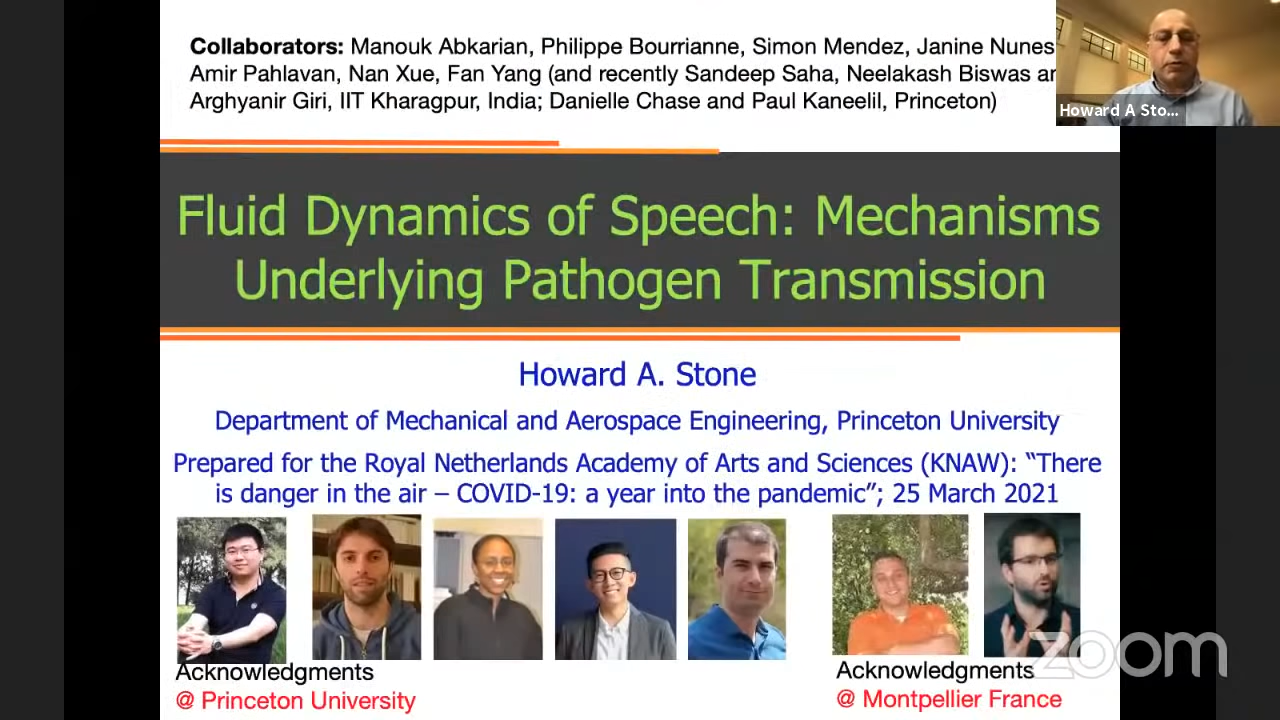 Collaborators: Manouk Abkarian, Philippe Bourrianne, Simon Mendez, Janine Nunes
Amir Pahlavan, Nan Xue, Fan Yang (and recently Sandeep Saha, Neelakash Biswas
Arghyanir Giri, IIT Kharagpur, India; Danielle Chase and Paul Kaneelil, Princeton)
Howard A Sto...
Fluid Dynamics of Speech: Mechanisms
Underlying Pathogen Transmission
Howard A. Stone
Department of Mechanical and Aerospace Engineering, Princeton University
Prepared for the Royal Netherlands Academy of Arts and Sciences (KNAW): “There
is danger in the air – COVID-19: a year into the pandemic”; 25 March 2021
Acknowledgments
@ Princeton University
Acknowledgments
@ Montpellier France
zoom